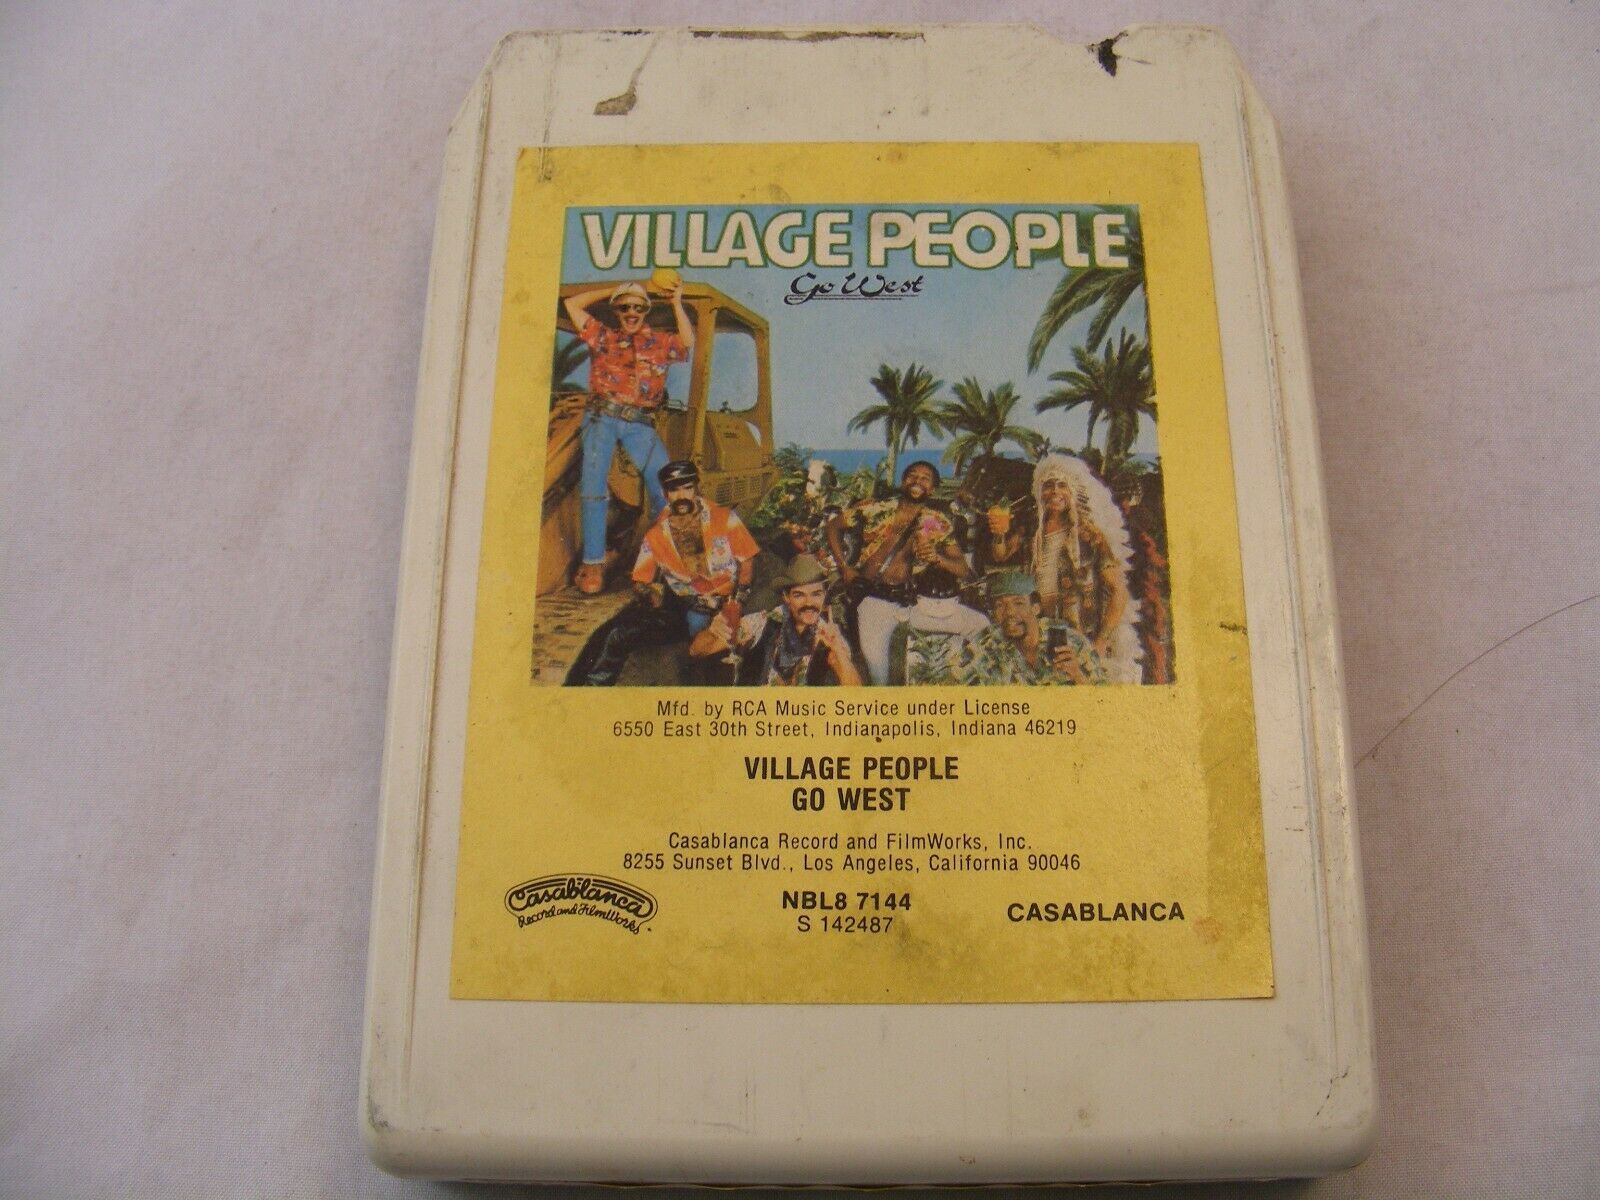 VILLAGE PEOPLE
Go West
Mfd. by RCA Music Service under License
6550 East 30th Street, Indianapolis, Indiana 46219
VILLAGE PEOPLE
GO WEST
Casablanca Record and FilmWorks, Inc.
8255 Sunset Blvd., Los Angeles, California 90046
Casablanca
Record and FilmWorks
NBL8 7144
S 142487
CASABLANCA